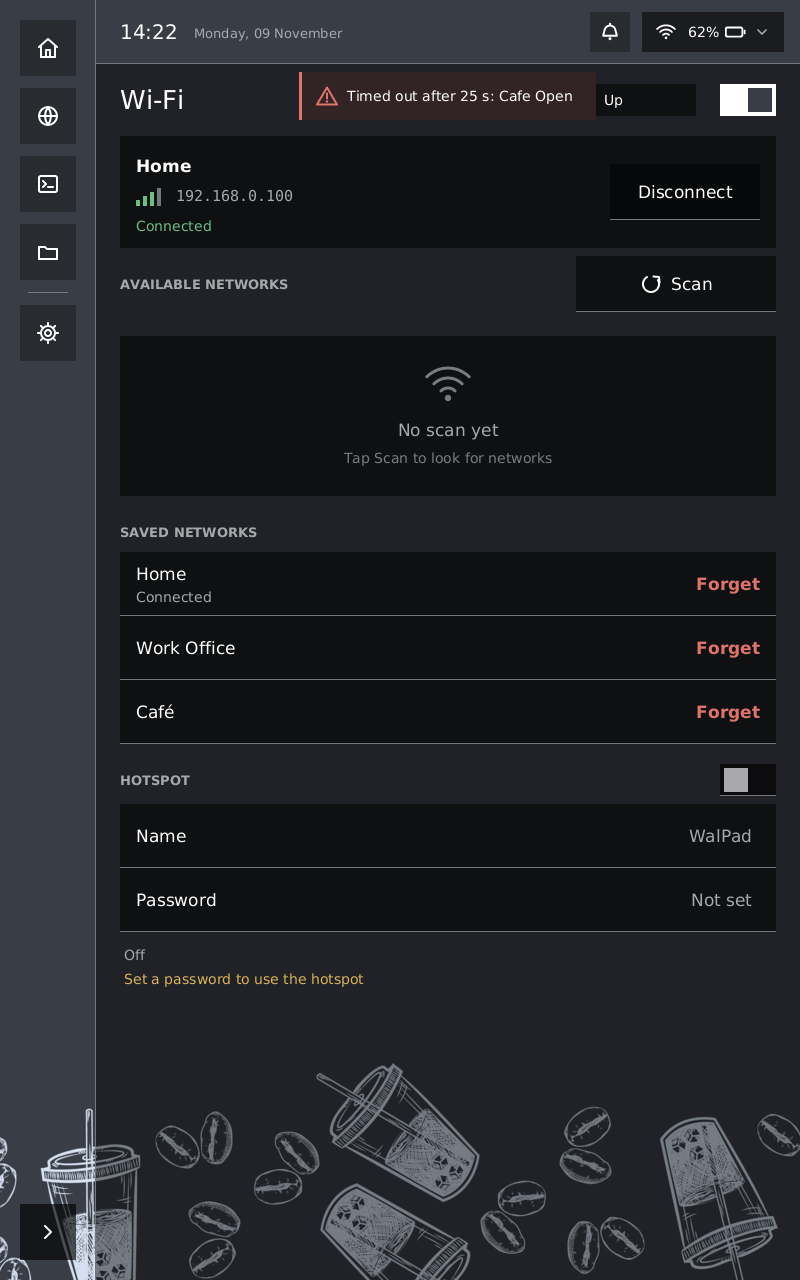 14:22 Monday, 09 November
62%
Wi-Fi
Timed out after 25 s: Cafe Open
Up
Home
192.168.0.100
Connected
Disconnect
AVAILABLE NETWORKS
Scan
No scan yet
Tap Scan to look for networks
SAVED NETWORKS
Home
Connected
Forget
Work Office
Forget
Café
Forget
HOTSPOT
Name
WalPad
Password
Not set
Off
Set a password to use the hotspot